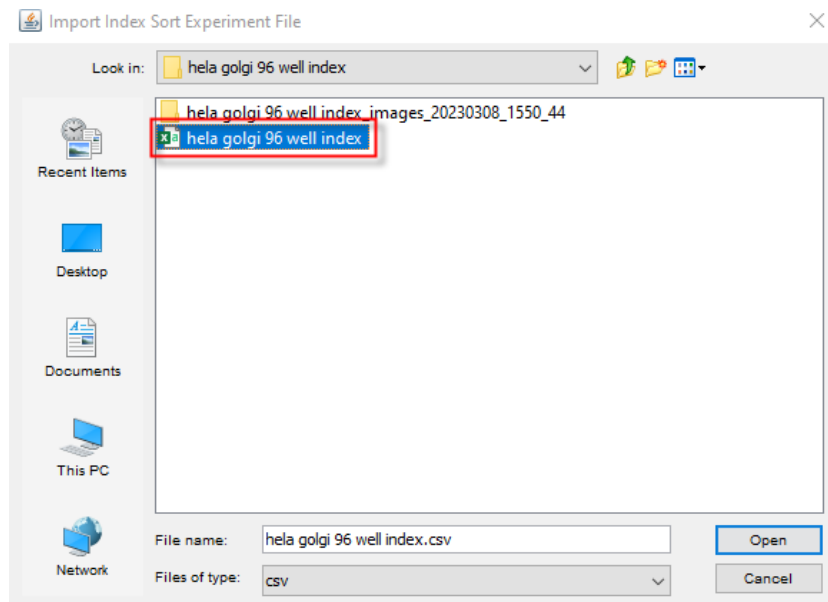 Import Index Sort Experiment File
Look in: hela golgi 96 well index
hela golgi 96 well index_images_20230308_1550_44
hela golgi 96 well index
Recent Items
Desktop
Documents
This PC
Network
File name: hela golgi 96 well index.csv Open
Files of type: csv Cancel